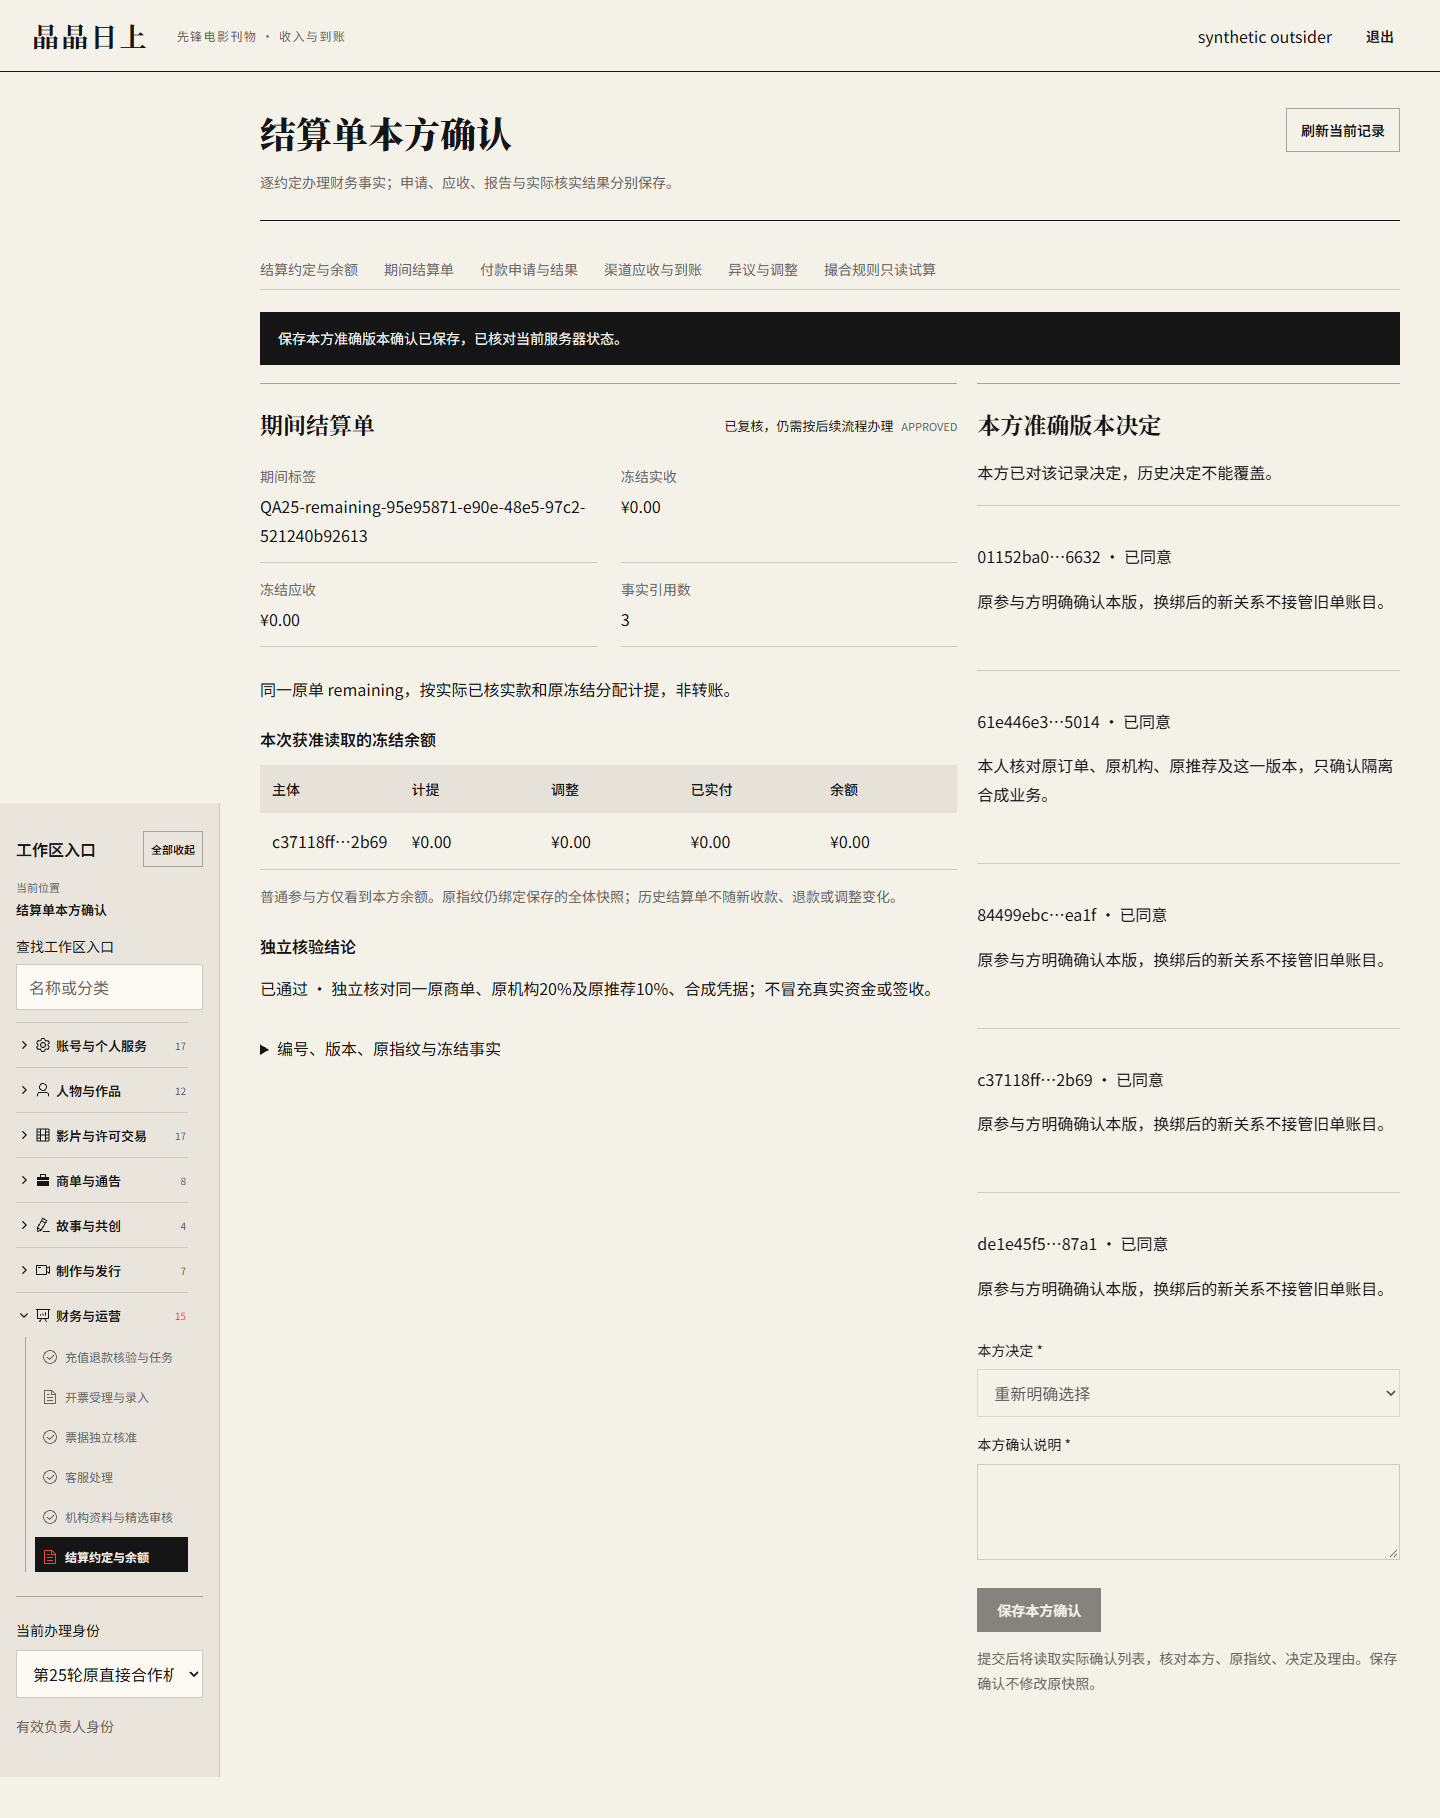 晶晶日上
先锋电影刊物 · 收入与到账
synthetic outsider
退出
结算单本方确认
刷新当前记录
逐约定办理财务事实；申请、应收、报告与实际核实结果分别保存。
结算约定与余额
期间结算单
付款申请与结果
渠道应收与到账
异议与调整
撮合规则只读试算
保存本方准确版本确认已保存，已核对当前服务器状态。
期间结算单
已复核，仍需按后续流程办理 APPROVED
期间标签
QA25-remaining-95e95871-e90e-48e5-97c2-
521240b92613
冻结实收
¥0.00
冻结应收
¥0.00
事实引用数
3
同一原单 remaining，按实际已核实款和原冻结分配计提，非转账。
本次获准读取的冻结余额
主体 计提 调整 已实付 余额
c37118ff···2b69 ¥0.00 ¥0.00 ¥0.00 ¥0.00
普通参与方仅看到本方余额。原指纹仍绑定保存的全体快照；历史结算单不随新收款、退款或调整变化。
独立核验结论
已通过 · 独立核对同一原商单、原机构20%及原推荐10%、合成凭据；不冒充真实资金或签收。
▶ 编号、版本、原指纹与冻结事实
本方准确版本决定
本方已对该记录决定，历史决定不能覆盖。
01152ba0···6632 · 已同意
原参与方明确确认本版，换绑后的新关系不接管旧单账目。
61e446e3···5014 · 已同意
本人核对原订单、原机构、原推荐及这一版本，只确认隔离
合成业务。
84499ebc···ea1f · 已同意
原参与方明确确认本版，换绑后的新关系不接管旧单账目。
c37118ff···2b69 · 已同意
原参与方明确确认本版，换绑后的新关系不接管旧单账目。
de1e45f5···87a1 · 已同意
原参与方明确确认本版，换绑后的新关系不接管旧单账目。
本方决定 *
重新明确选择
本方确认说明 *
保存本方确认
提交后将读取实际确认列表，核对本方、原指纹、决定及理由。保存
确认不修改原快照。
工作区入口
全部收起
当前位置
结算单本方确认
查找工作区入口
名称或分类
账号与个人服务 17
人物与作品 12
影片与许可交易 17
商单与通告 8
故事与共创 4
制作与发行 7
财务与运营 15
充值退款核验与任务
开票受理与录入
票据独立核准
客服处理
机构资料与精选审核
结算约定与余额
当前办理身份
第25轮原直接合作
有效负责人身份